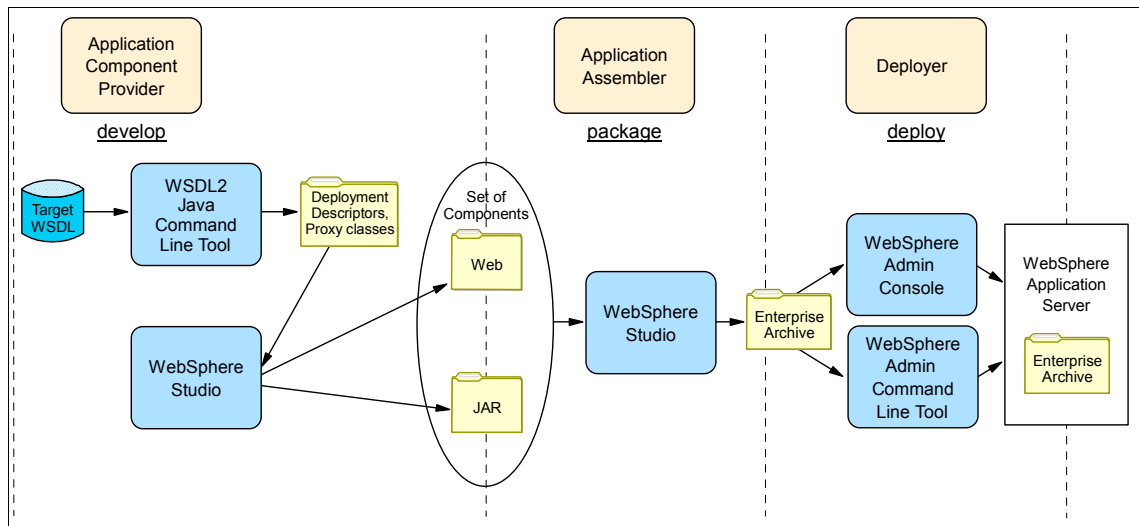 Application
Component
Provider
develop
Application
Assembler
package
Deployer
deploy
Target
WSDL
WSDL2
Java
Command
Line Tool
Deployment
Descriptors,
Proxy classes
WebSphere
Studio
Set of
Components
Web
JAR
WebSphere
Studio
Enterprise
Archive
WebSphere
Admin
Console
WebSphere
Admin
Command
Line Tool
WebSphere
Application
Server
Enterprise
Archive